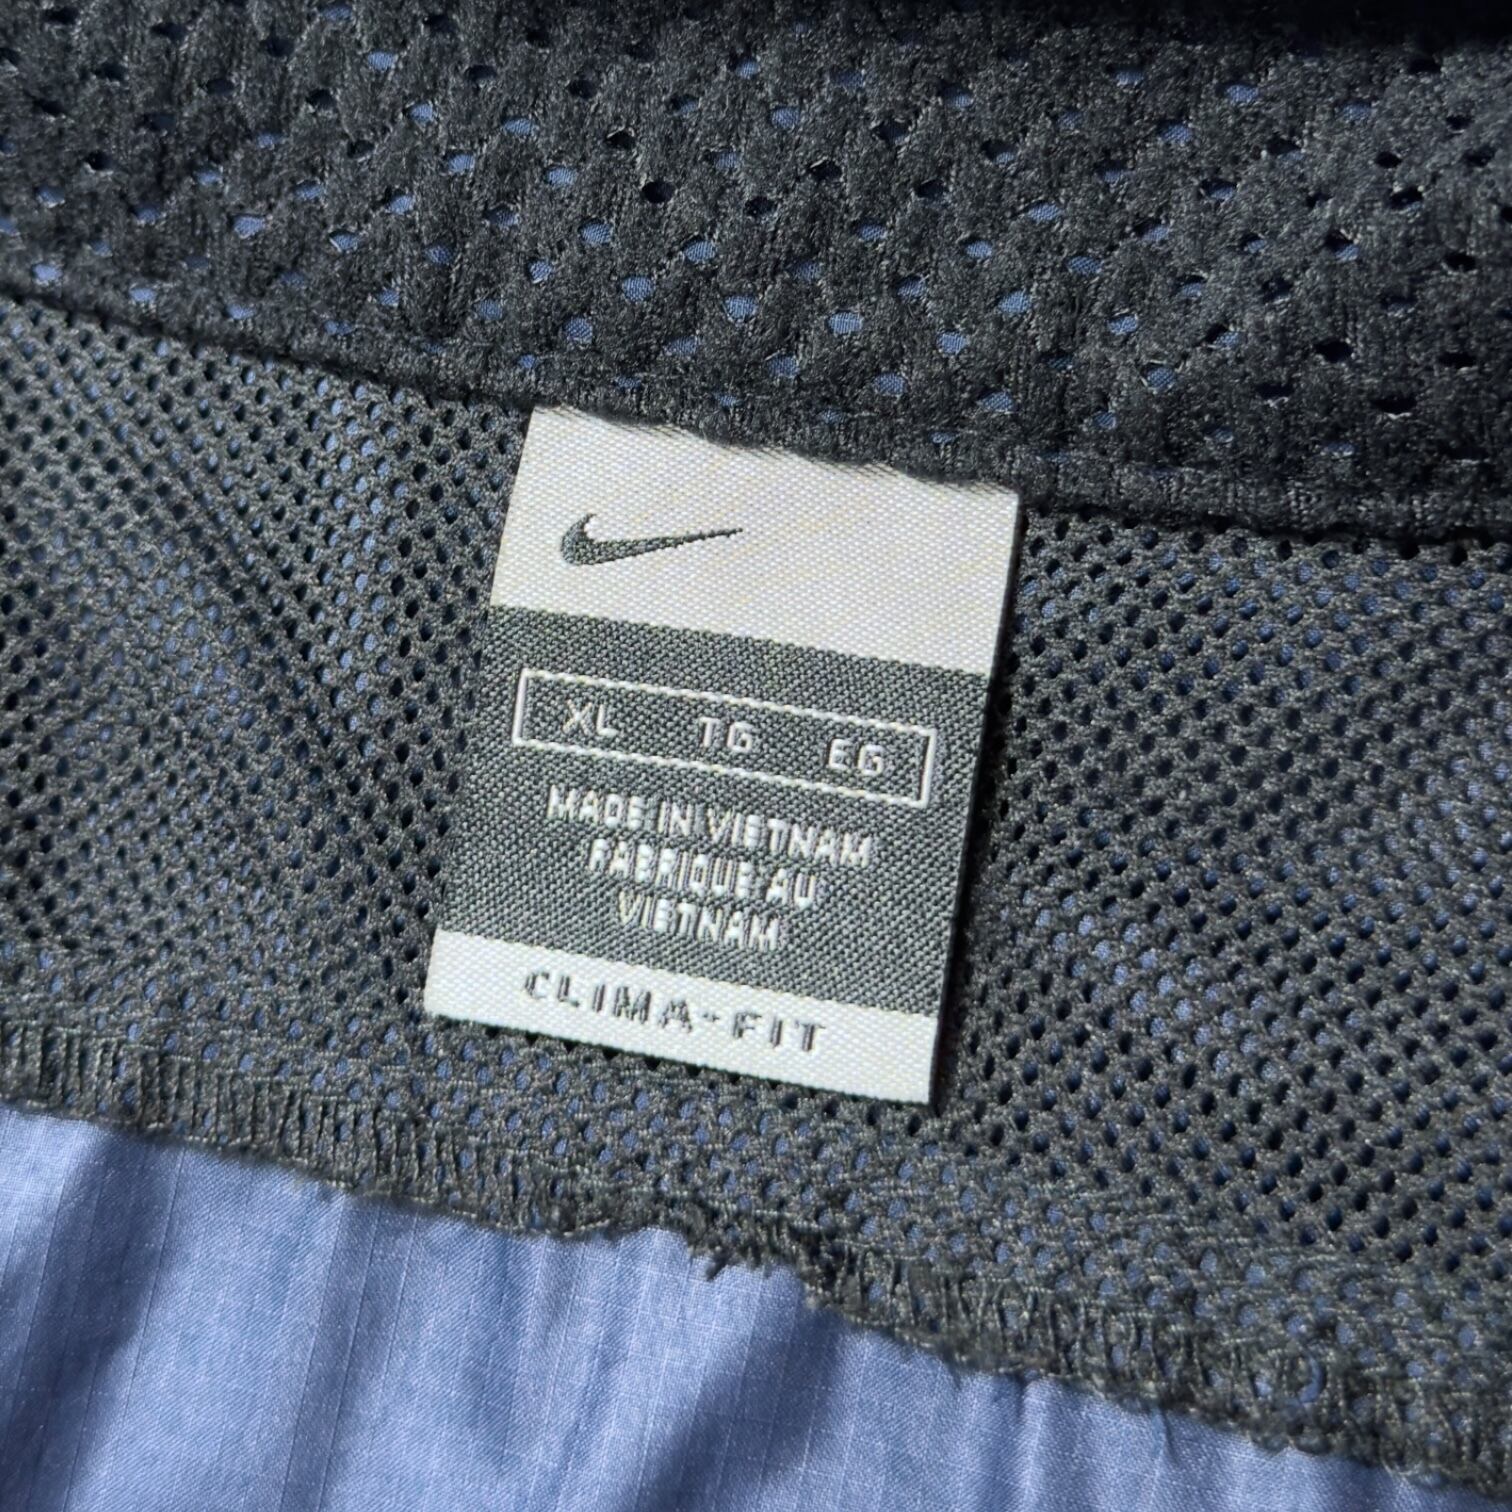 XL TG EG
MADE IN VIETNAM
FABRIQUE AU
VIETNAM
CLIMA-FIT